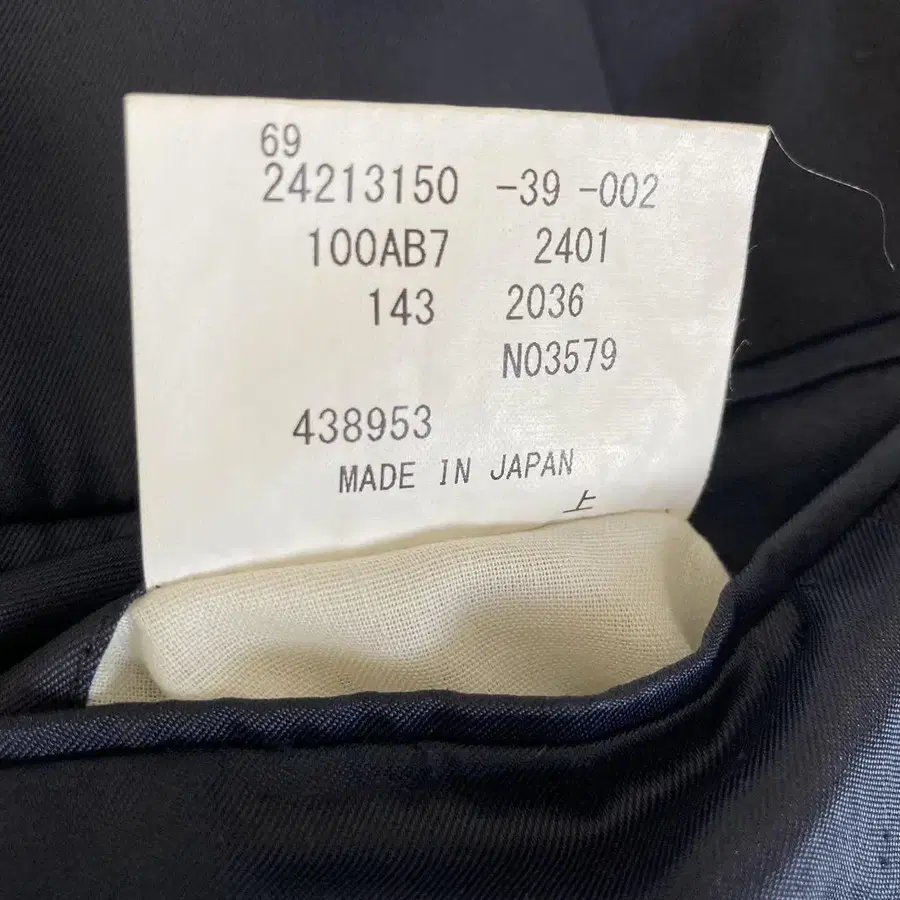 69
24213150 -39 -002
100AB7 2401
143 2036
N03579
438953
MADE IN JAPAN
上